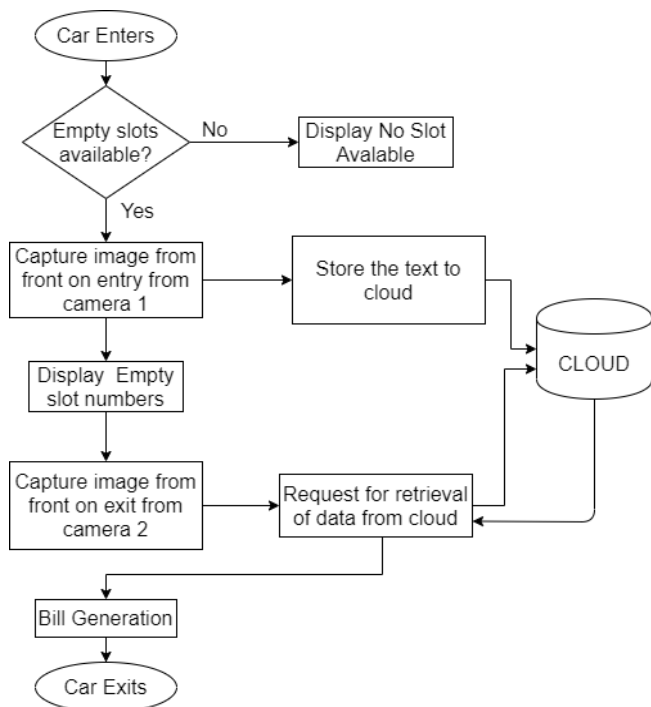 Car Enters
Empty slots
available?
No
Display No Slot
Avalable
Yes
Capture image from
front on entry from
camera 1
Store the text to
cloud
CLOUD
Display Empty
slot numbers
Capture image from
front on exit from
camera 2
Request for retrieval
of data from cloud
Bill Generation
Car Exits